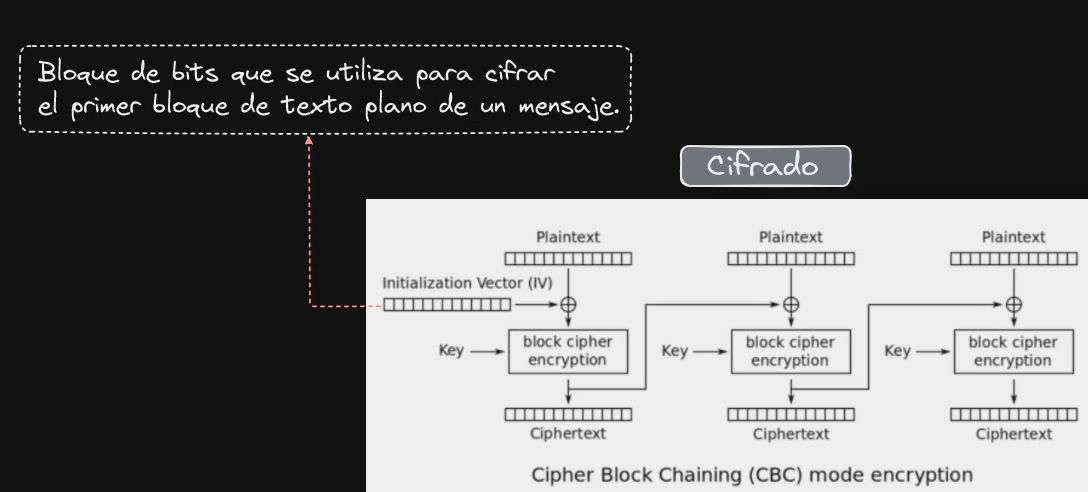 Bloque de bits que se utiliza para cifrar
el primer bloque de texto plano de un mensaje.
Cifrado
Plaintext
Plaintext
Plaintext
Initialization Vector (IV)
Key
block cipher
encryption
Key
block cipher
encryption
Key
block cipher
encryption
Ciphertext
Ciphertext
Ciphertext
Cipher Block Chaining (CBC) mode encryption